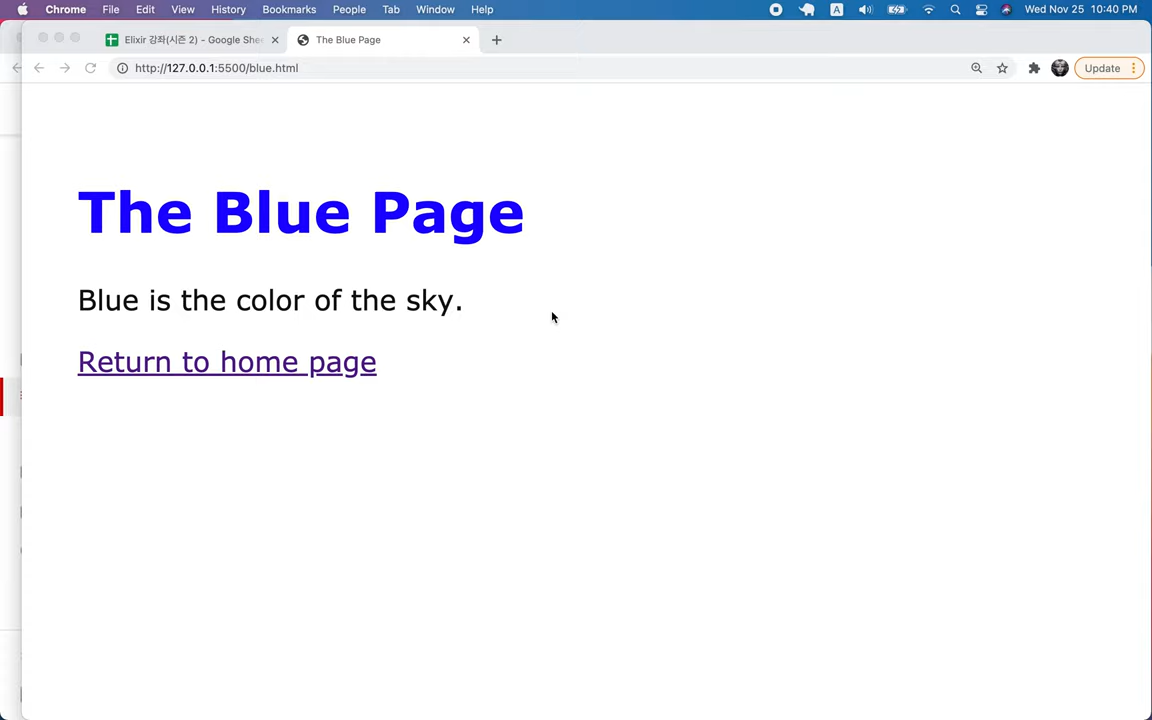 Chrome File Edit View History Bookmarks People Tab Window Help A Wed Nov 25 10:40 PM
Elixir 강좌(시즌 2) - Google She The Blue Page
http://127.0.0.1:5500/blue.html Update
The Blue Page
Blue is the color of the sky.
Return to home page